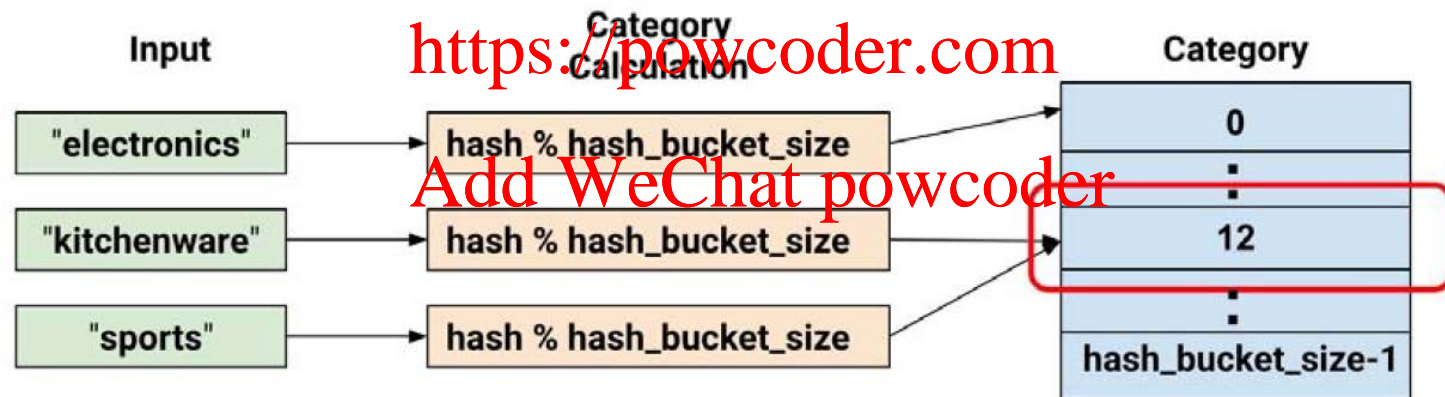 Input
Category
Calculation
https://powcoder.com
Category
"electronics"
hash % hash_bucket_size
0
Add WeChat powcoder
"kitchenware"
hash % hash_bucket_size
12
"sports"
hash % hash_bucket_size
hash_bucket_size-1